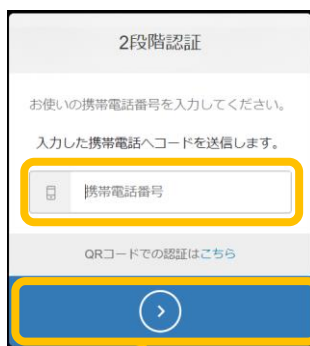 2段階認証
お使いの携帯電話番号を入力してください。
入力した携帯電話へコードを送信します。
携帯電話番号
QRコードでの認証はこちら